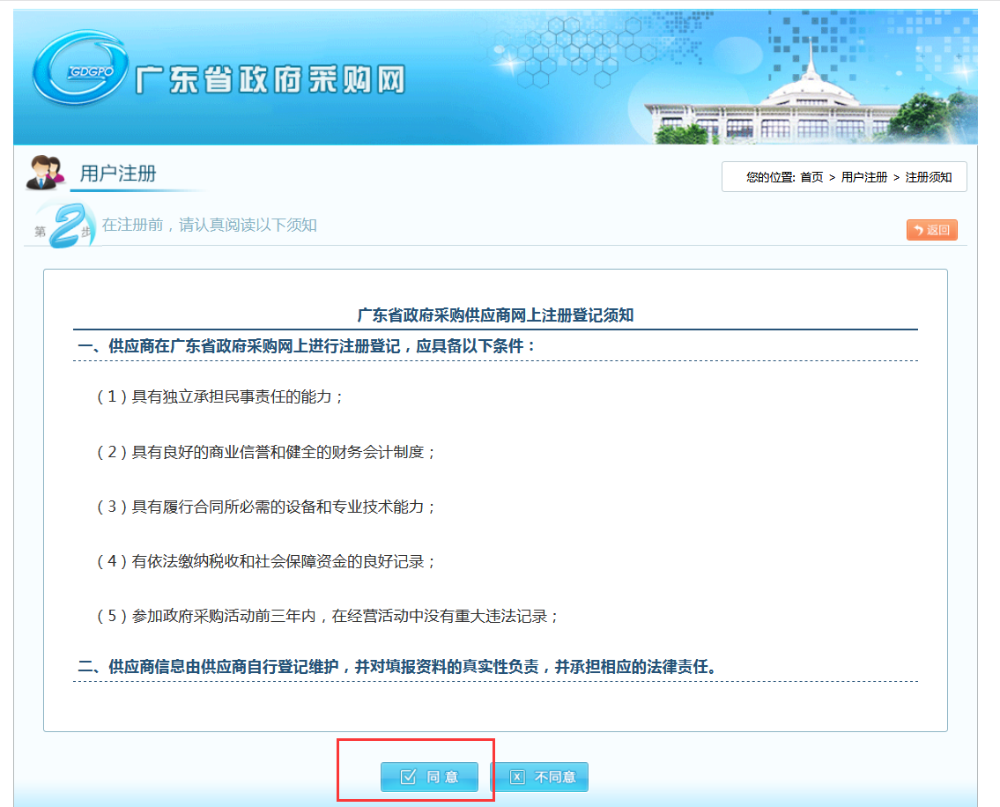 GDGPO 广东省政府采购网
用户注册
您的位置: 首页 > 用户注册 > 注册须知
第2步 在注册前，请认真阅读以下须知
返回
广东省政府采购供应商网上注册登记须知
一、供应商在广东省政府采购网上进行注册登记，应具备以下条件：
（1）具有独立承担民事责任的能力；
（2）具有良好的商业信誉和健全的财务会计制度；
（3）具有履行合同所必需的设备和专业技术能力；
（4）有依法缴纳税收和社会保障资金的良好记录；
（5）参加政府采购活动前三年内，在经营活动中没有重大违法记录；
二、供应商信息由供应商自行登记维护，并对填报资料的真实性负责，并承担相应的法律责任。
同意 不同意